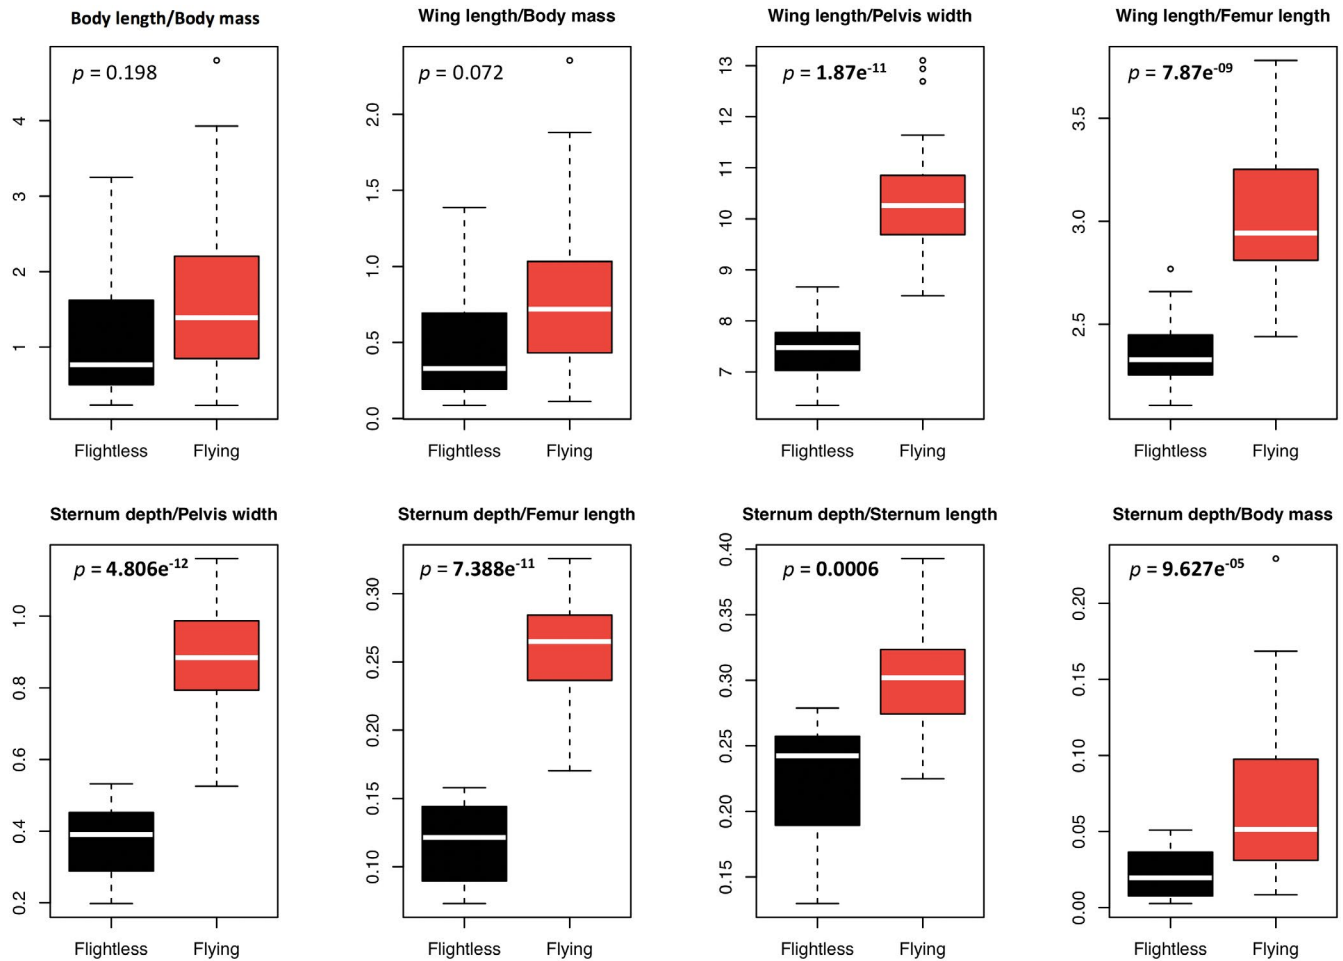 Body length/Body mass
p = 0.198
4
3
2
1
Flightless Flying
Wing length/Body mass
p = 0.072
2.0
1.5
1.0
0.5
0.0
Flightless Flying
Wing length/Pelvis width
p = 1.87e-11
13
12
11
10
9
8
7
Flightless Flying
Wing length/Femur length
p = 7.87e-09
3.5
3.0
2.5
Flightless Flying
Sternum depth/Pelvis width
p = 4.806e-12
1.0
0.8
0.6
0.4
0.2
Flightless Flying
Sternum depth/Femur length
p = 7.388e-11
0.30
0.25
0.20
0.15
0.10
Flightless Flying
Sternum depth/Sternum length
p = 0.0006
0.40
0.35
0.30
0.25
0.20
0.15
Flightless Flying
Sternum depth/Body mass
p = 9.627e-05
0.20
0.15
0.10
0.05
0.00
Flightless Flying